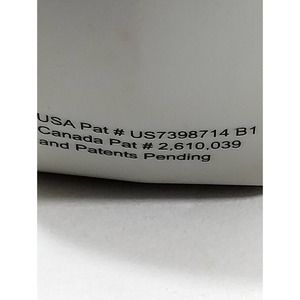 USA Pat # US7398714 B1
Canada Pat # 2,610,039
and Patents Pending